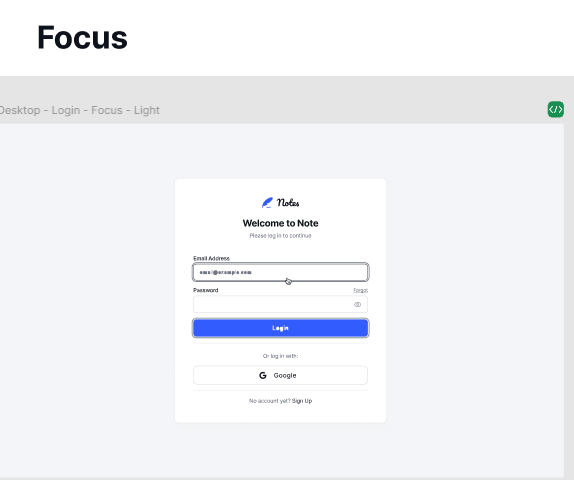 Focus
Desktop - Login - Focus - Light
</>
Notes
Welcome to Note
Please log in to continue
Email Address
email@example.com
Password Forgot
Login
Or log in with:
Google
No account yet? Sign Up